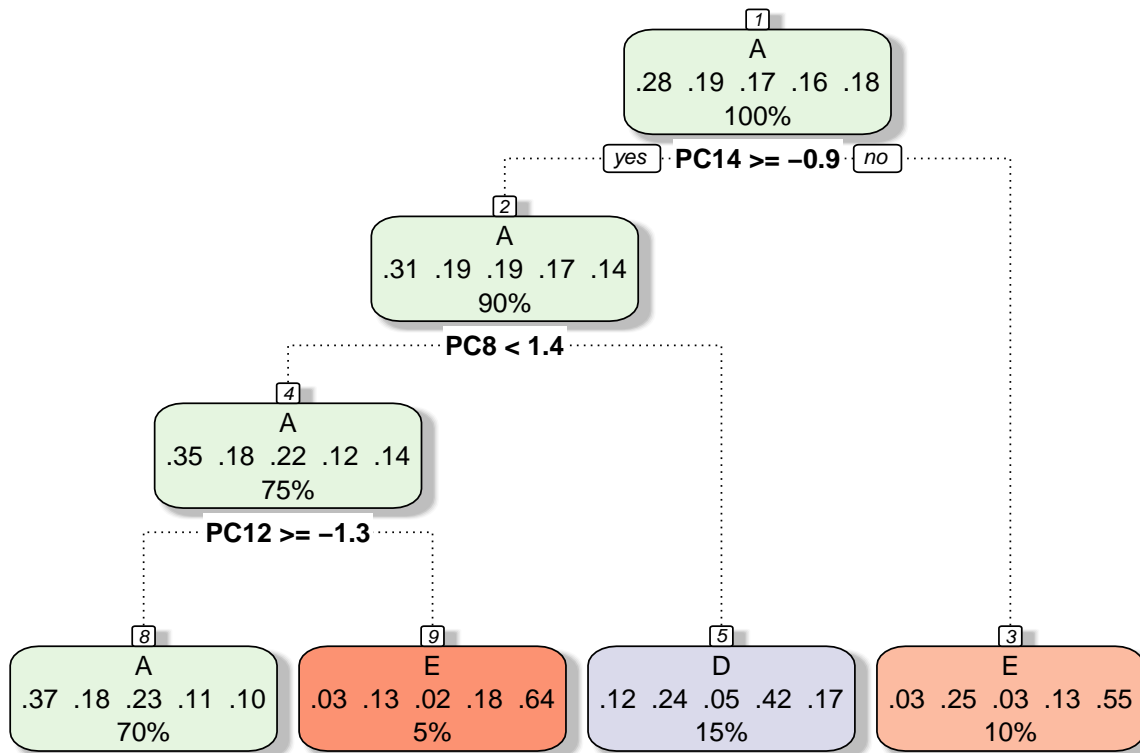 1
A
.28 .19 .17 .16 .18
100%
yes PC14 >= −0.9 no
2
A
.31 .19 .19 .17 .14
90%
PC8 < 1.4
4
A
.35 .18 .22 .12 .14
75%
PC12 >= −1.3
8
A
.37 .18 .23 .11 .10
70%
9
E
.03 .13 .02 .18 .64
5%
5
D
.12 .24 .05 .42 .17
15%
3
E
.03 .25 .03 .13 .55
10%